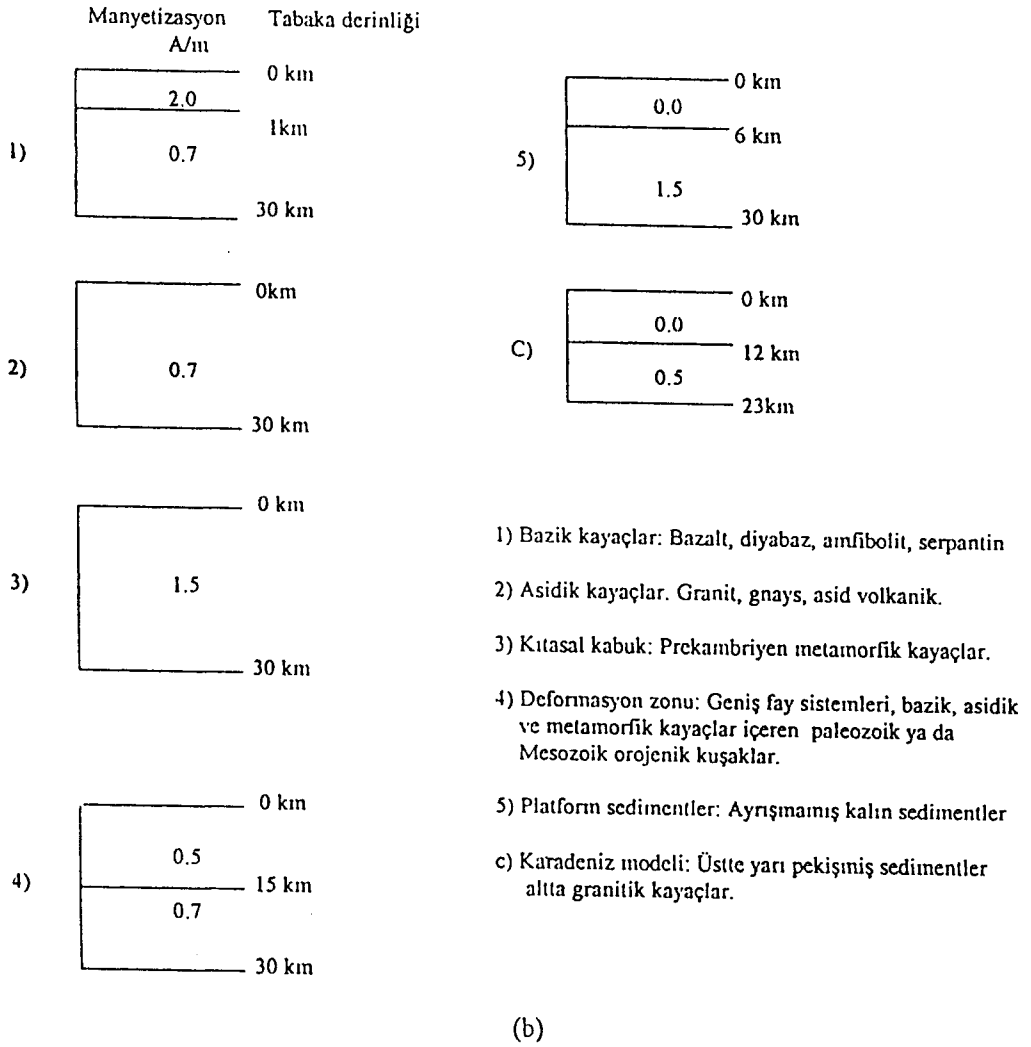 Manyetizasyon Tabaka derinliği
A/m
1)
0 km
2.0
1km
0.7
30 km
2)
0km
0.7
30 km
3)
0 km
1.5
30 km
4)
0 km
0.5
15 km
0.7
30 km
5)
0 km
0.0
6 km
1.5
30 km
C)
0 km
0.0
12 km
0.5
23km
1) Bazik kayaçlar: Bazalt, diyabaz, amfibolit, serpantin
2) Asidik kayaçlar. Granit, gnays, asid volkanik.
3) Kıtasal kabuk: Prekambriyen metamorfik kayaçlar.
4) Deformasyon zonu: Geniş fay sistemleri, bazik, asidik
ve metamorfik kayaçlar içeren paleozoik ya da
Mesozoik orojenik kuşaklar.
5) Platform sedimentler: Ayrışmamış kalın sedimentler
c) Karadeniz modeli: Üstte yarı pekişmiş sedimentler
altta granitik kayaçlar.
(b)